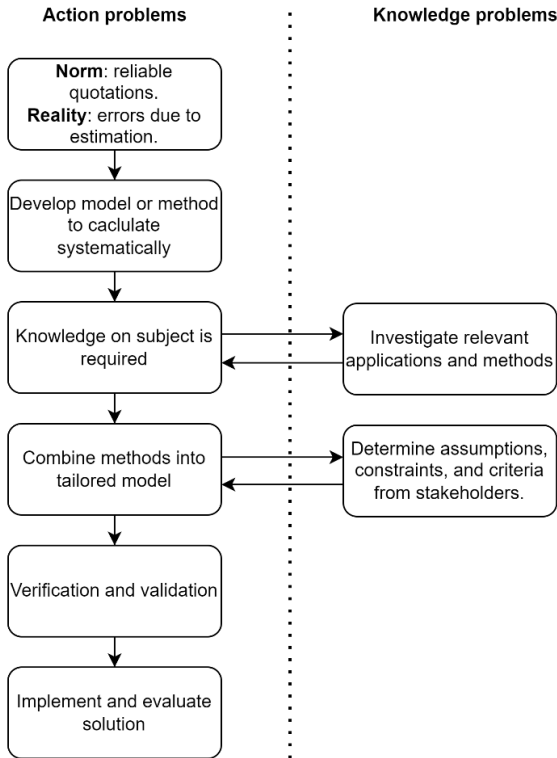 Action problems
Knowledge problems
Norm: reliable
quotations.
Reality: errors due to
estimation.
Develop model or method
to caclulate
systematically
Knowledge on subject is
required
Investigate relevant
applications and methods
Combine methods into
tailored model
Determine assumptions,
constraints, and criteria
from stakeholders.
Verification and validation
Implement and evaluate
solution